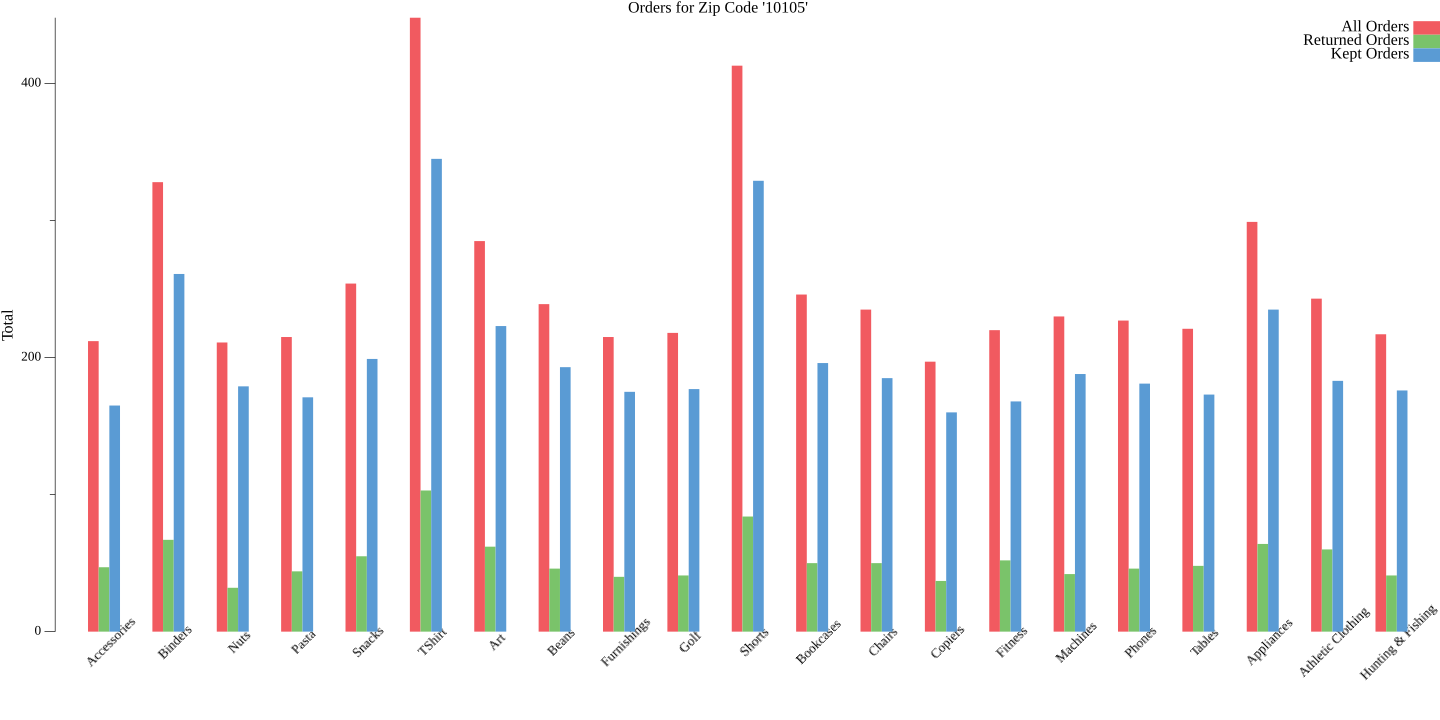 Orders for Zip Code '10105'
All Orders
Returned Orders
Kept Orders
Total
400
200
0
Accessories
Binders
Nuts
Pasta
Snacks
TShirt
Art
Beans
Furnishings
Golf
Shorts
Bookcases
Chairs
Copiers
Fitness
Machines
Phones
Tables
Appliances
Athletic Clothing
Hunting & Fishing